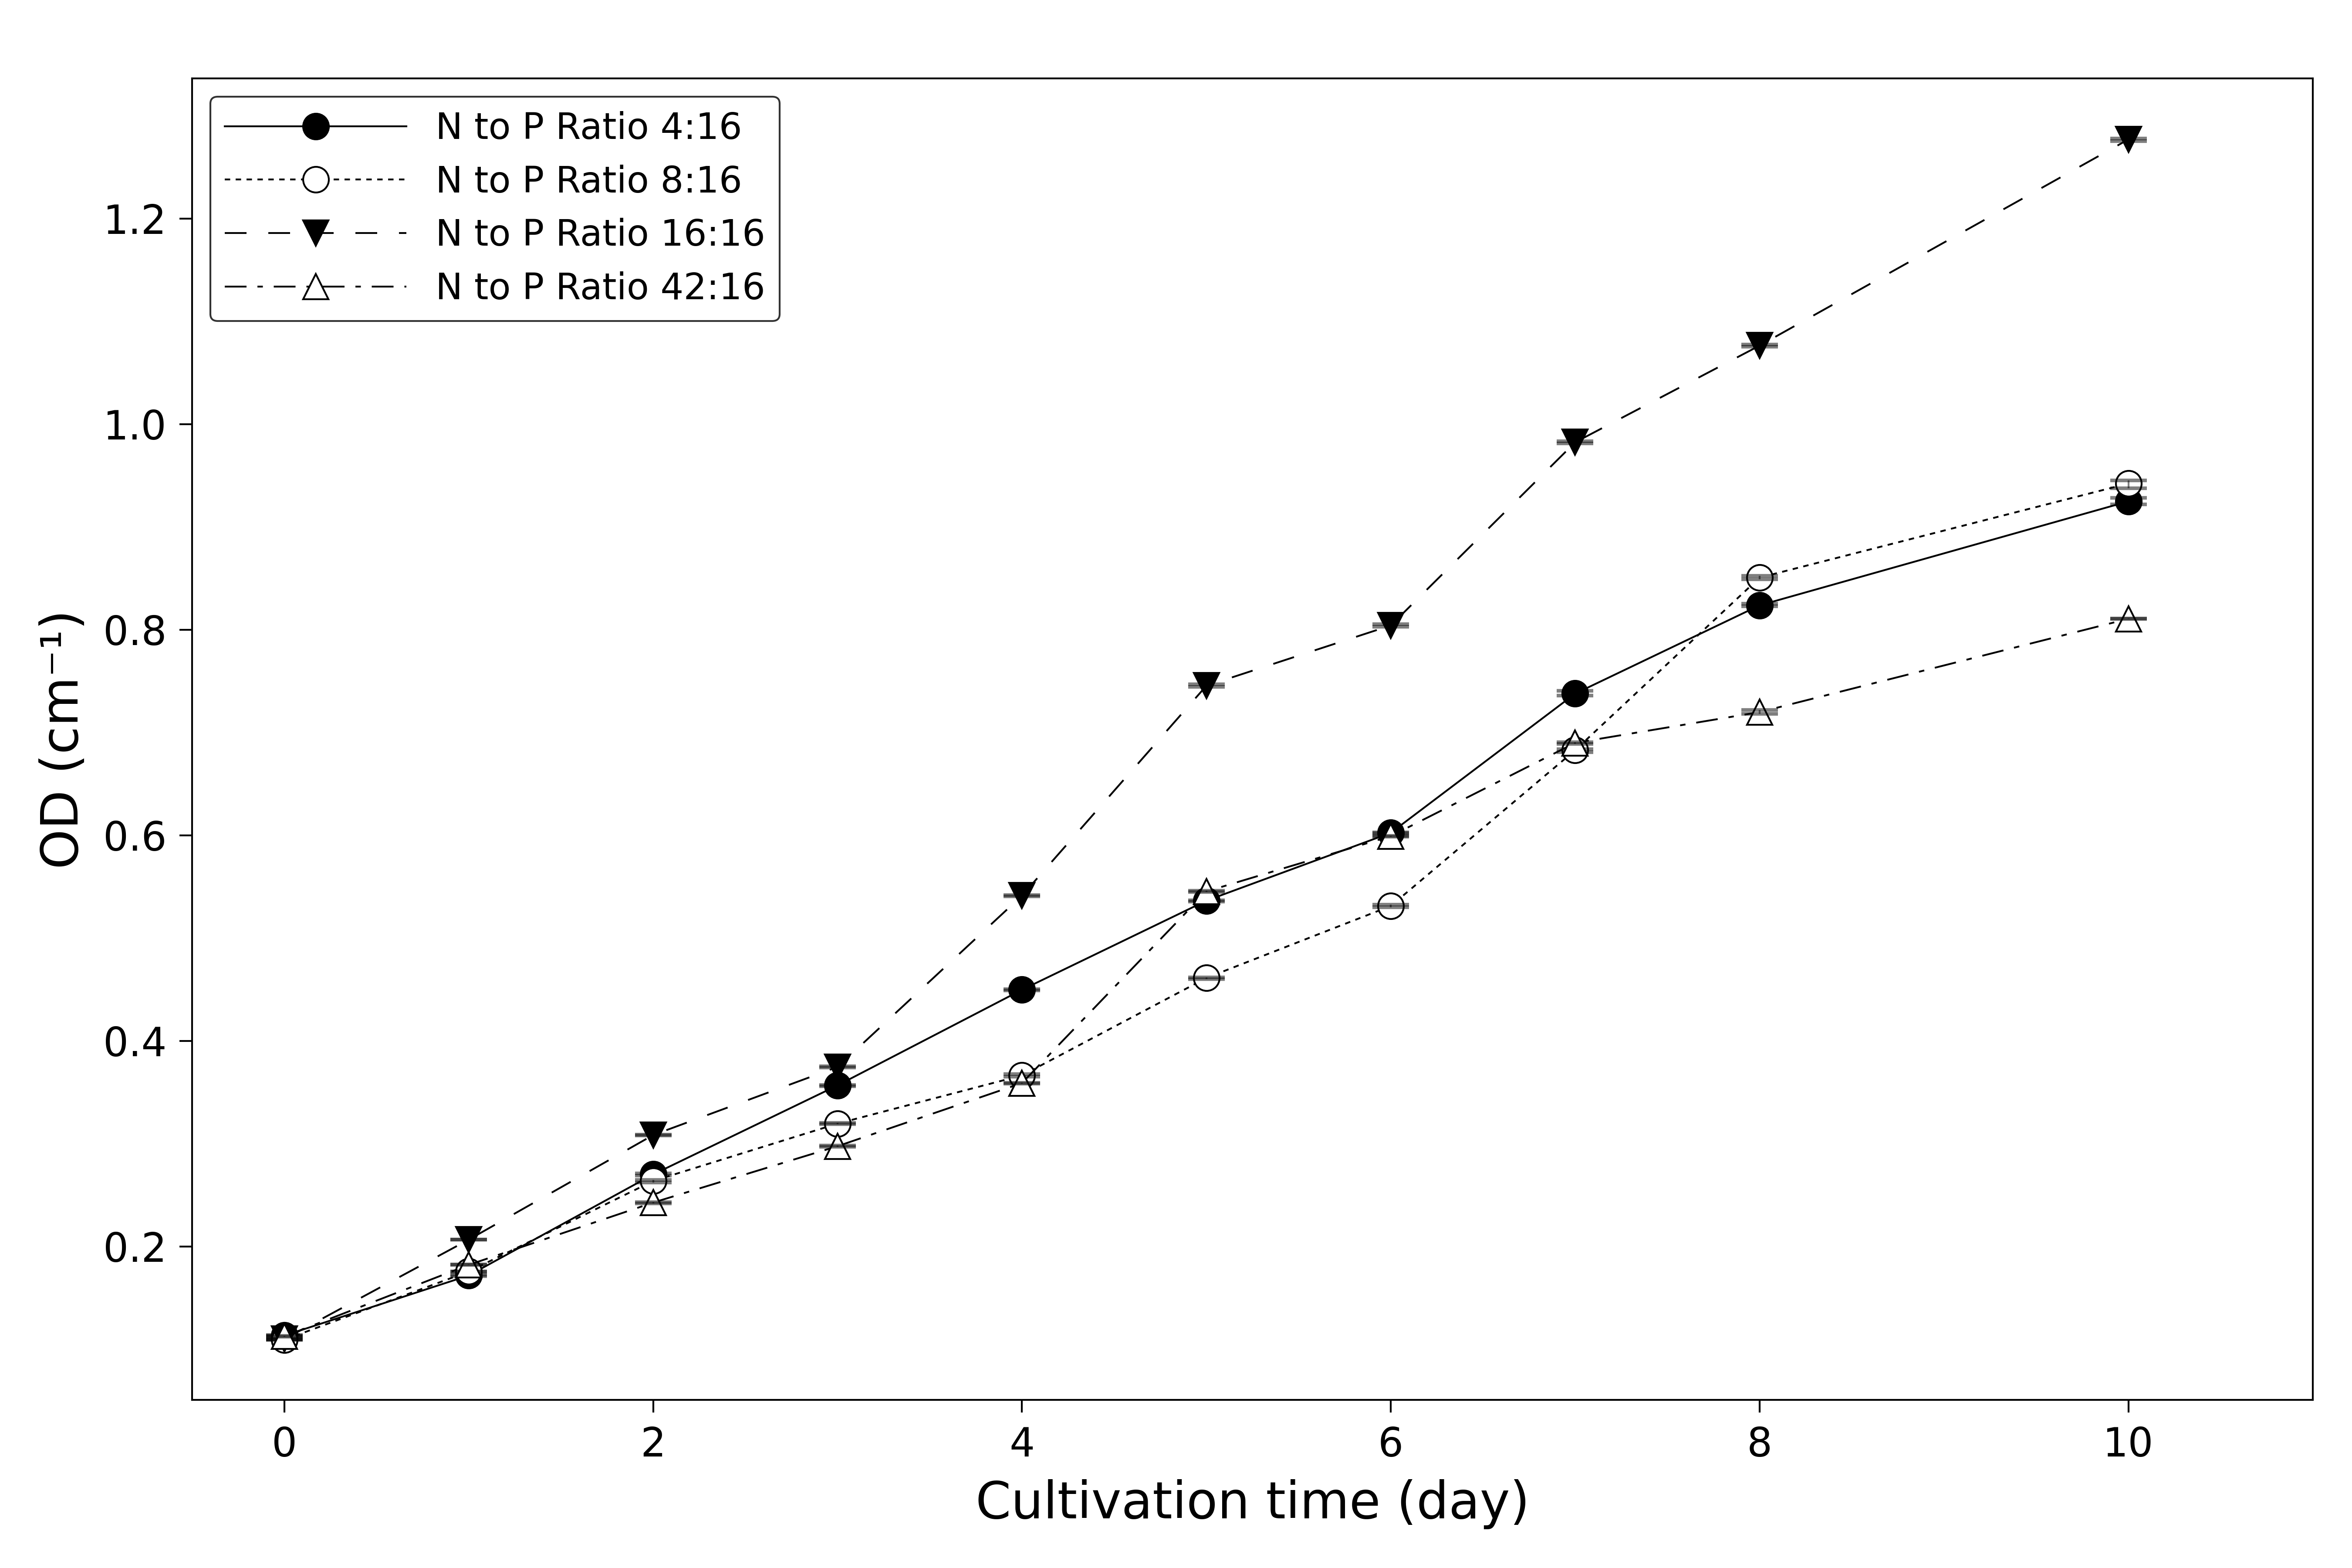 N to P Ratio 4:16
N to P Ratio 8:16
N to P Ratio 16:16
N to P Ratio 42:16
1.2
1.0
0.8
0.6
0.4
0.2
OD (cm⁻¹)
0 2 4 6 8 10
Cultivation time (day)